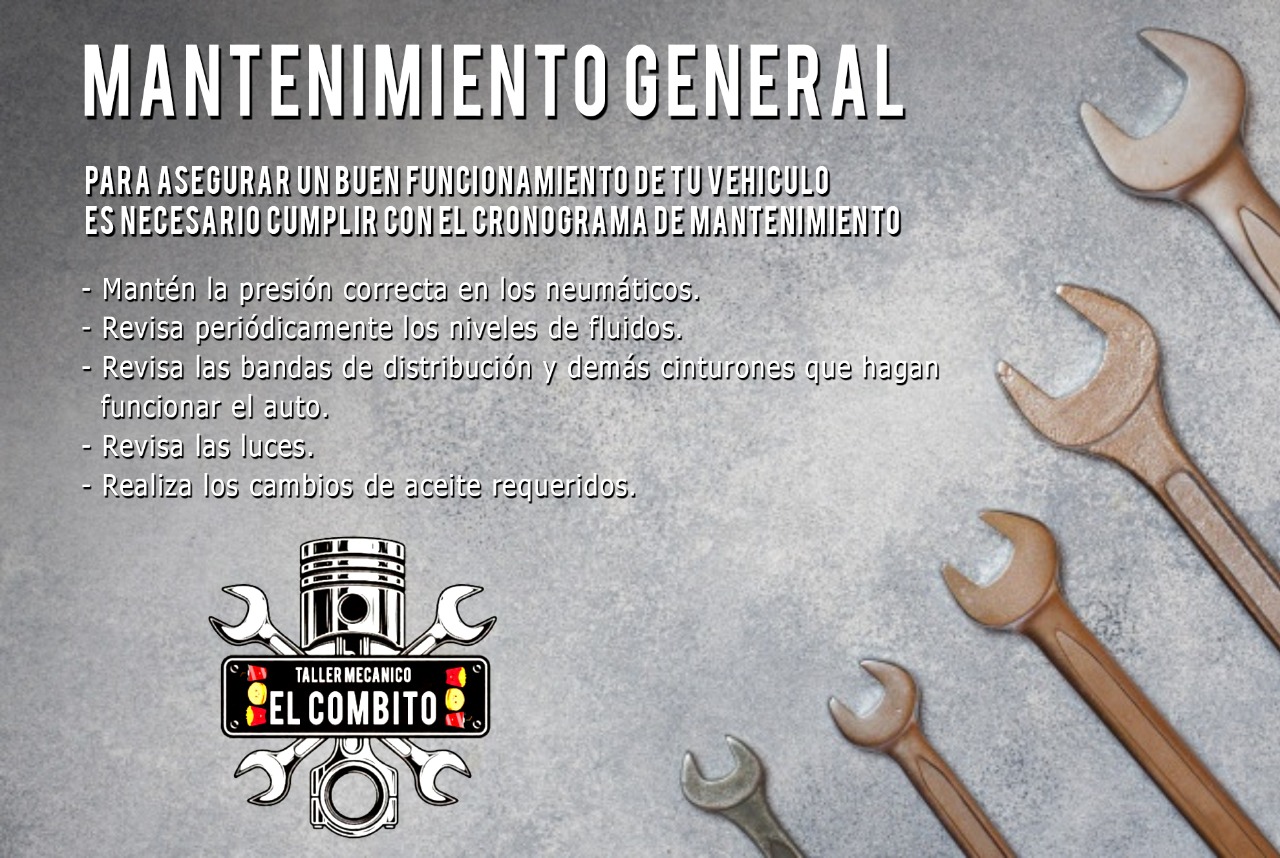 MANTENIMIENTO GENERAL
PARA ASEGURAR UN BUEN FUNCIONAMIENTO DE TU VEHICULO
ES NECESARIO CUMPLIR CON EL CRONOGRAMA DE MANTENIMIENTO
- Mantén la presión correcta en los neumáticos.
- Revisa periódicamente los niveles de fluidos.
- Revisa las bandas de distribución y demás cinturones que hagan
funcionar el auto.
- Revisa las luces.
- Realiza los cambios de aceite requeridos.
TALLER MECANICO
EL COMBITO